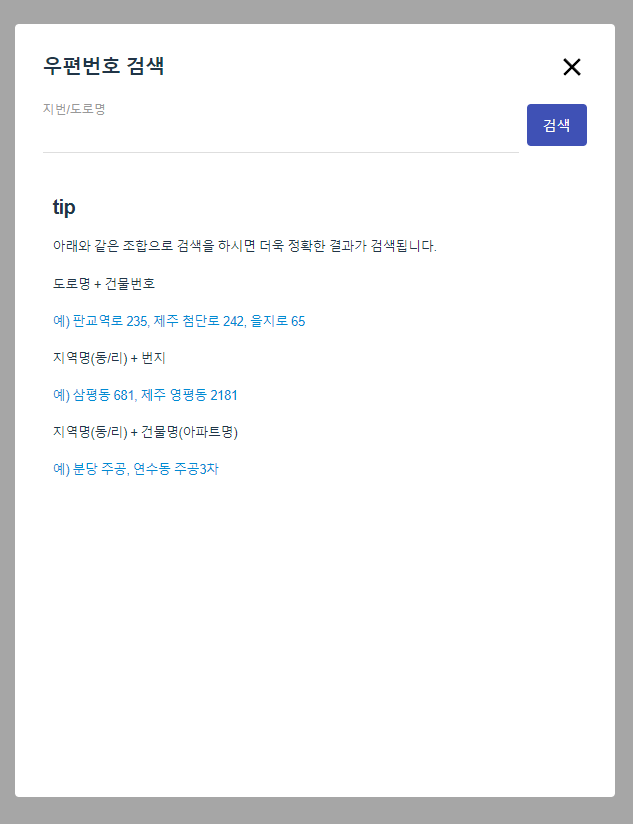 우편번호 검색
지번/도로명
검색
tip
아래와 같은 조합으로 검색을 하시면 더욱 정확한 결과가 검색됩니다.
도로명 + 건물번호
예) 판교역로 235, 제주 첨단로 242, 을지로 65
지역명(동/리) + 번지
예) 삼평동 681, 제주 영평동 2181
지역명(동/리) + 건물명(아파트명)
예) 분당 주공, 연수동 주공3차